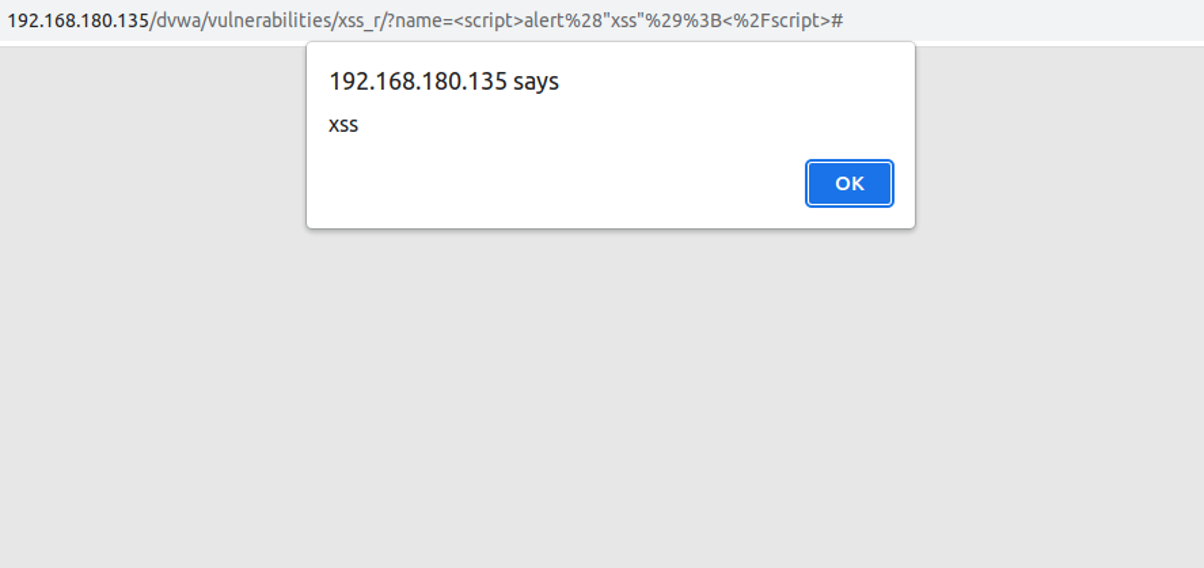 192.168.180.135/dvwa/vulnerabilities/xss_r/?name=<script>alert%28"xss"%29%3B<%2Fscript>#
192.168.180.135 says
xss
OK